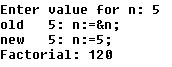 Enter value for n: 5
old   5: n:=&n;
new   5: n:=5;
Factorial: 120